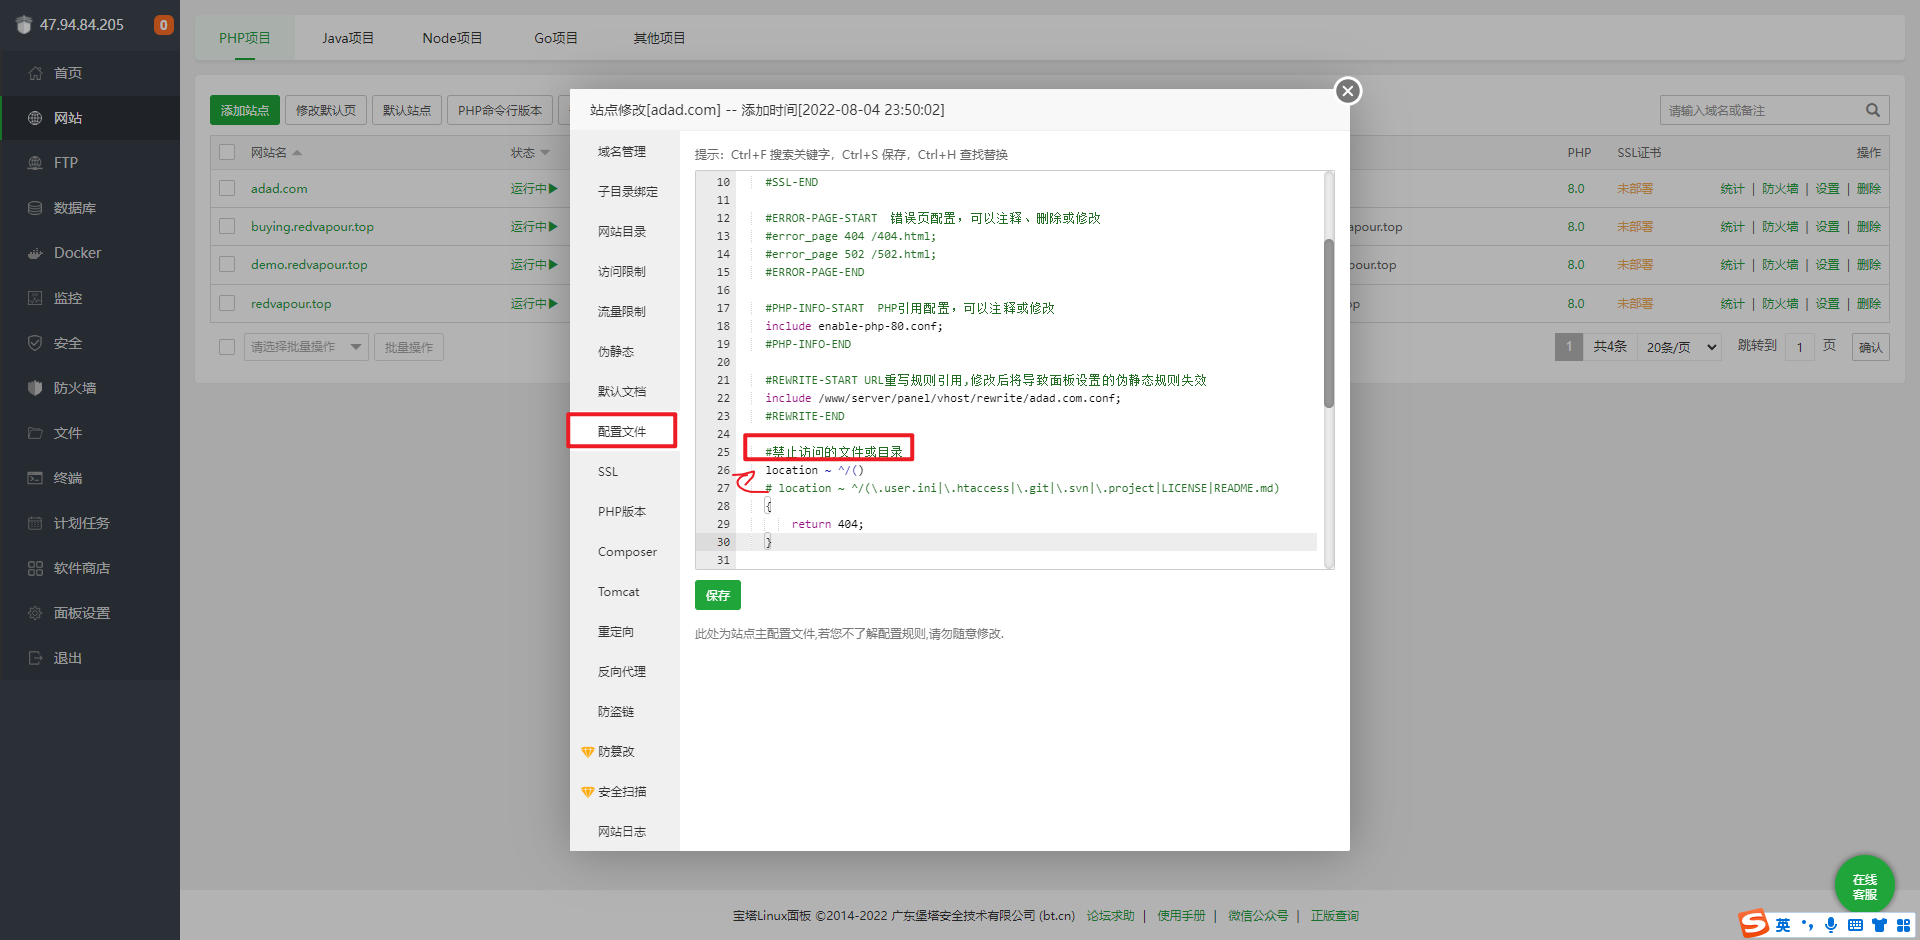 47.94.84.205
0
首页
网站
FTP
数据库
Docker
监控
安全
防火墙
文件
终端
计划任务
软件商店
面板设置
退出
PHP项目
Java项目
Node项目
Go项目
其他项目
添加站点
修改默认页
默认站点
PHP命令行版本
请输入域名或备注
网站名
状态
PHP
SSL证书
操作
adad.com
运行中
8.0
未部署
统计 | 防火墙 | 设置 | 删除
buying.redvapour.top
运行中
apour.top
8.0
未部署
统计 | 防火墙 | 设置 | 删除
demo.redvapour.top
运行中
pour.top
8.0
未部署
统计 | 防火墙 | 设置 | 删除
redvapour.top
运行中
op
8.0
未部署
统计 | 防火墙 | 设置 | 删除
请选择批量操作
批量操作
1
共4条
20条/页
跳转到
1
页
确认
站点修改[adad.com] -- 添加时间[2022-08-04 23:50:02]
域名管理
子目录绑定
网站目录
访问限制
流量限制
伪静态
默认文档
配置文件
SSL
PHP版本
Composer
Tomcat
重定向
反向代理
防盗链
防篡改
安全扫描
网站日志
提示：Ctrl+F 搜索关键字，Ctrl+S 保存，Ctrl+H 查找替换
10 #SSL-END
11
12 #ERROR-PAGE-START 错误页配置，可以注释、删除或修改
13 #error_page 404 /404.html;
14 #error_page 502 /502.html;
15 #ERROR-PAGE-END
16
17 #PHP-INFO-START PHP引用配置，可以注释或修改
18 include enable-php-80.conf;
19 #PHP-INFO-END
20
21 #REWRITE-START URL重写规则引用,修改后将导致面板设置的伪静态规则失效
22 include /www/server/panel/vhost/rewrite/adad.com.conf;
23 #REWRITE-END
24
25 #禁止访问的文件或目录
26 location ~ ^/()
27 # location ~ ^/(\.user.ini|\.htaccess|\.git|\.svn|\.project|LICENSE|README.md)
28 {
29 return 404;
30 }
31
保存
此处为站点主配置文件,若您不了解配置规则,请勿随意修改.
宝塔Linux面板 ©2014-2022 广东堡塔安全技术有限公司 (bt.cn) 论坛求助 | 使用手册 | 微信公众号 | 正版查询
在线
客服
S 英